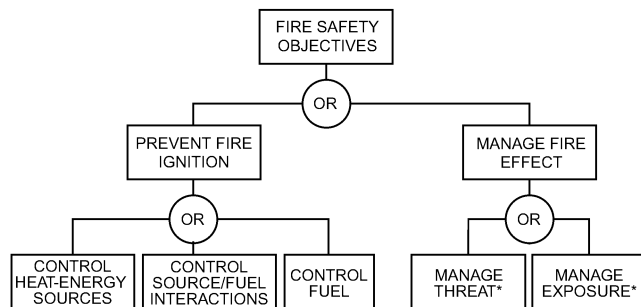 FIRE SAFETY
OBJECTIVES
OR
PREVENT FIRE
IGNITION
MANAGE FIRE
EFFECT
OR
OR
CONTROL
HEAT-ENERGY
SOURCES
CONTROL
SOURCE/FUEL
INTERACTIONS
CONTROL
FUEL
MANAGE
THREAT*
MANAGE
EXPOSURE*